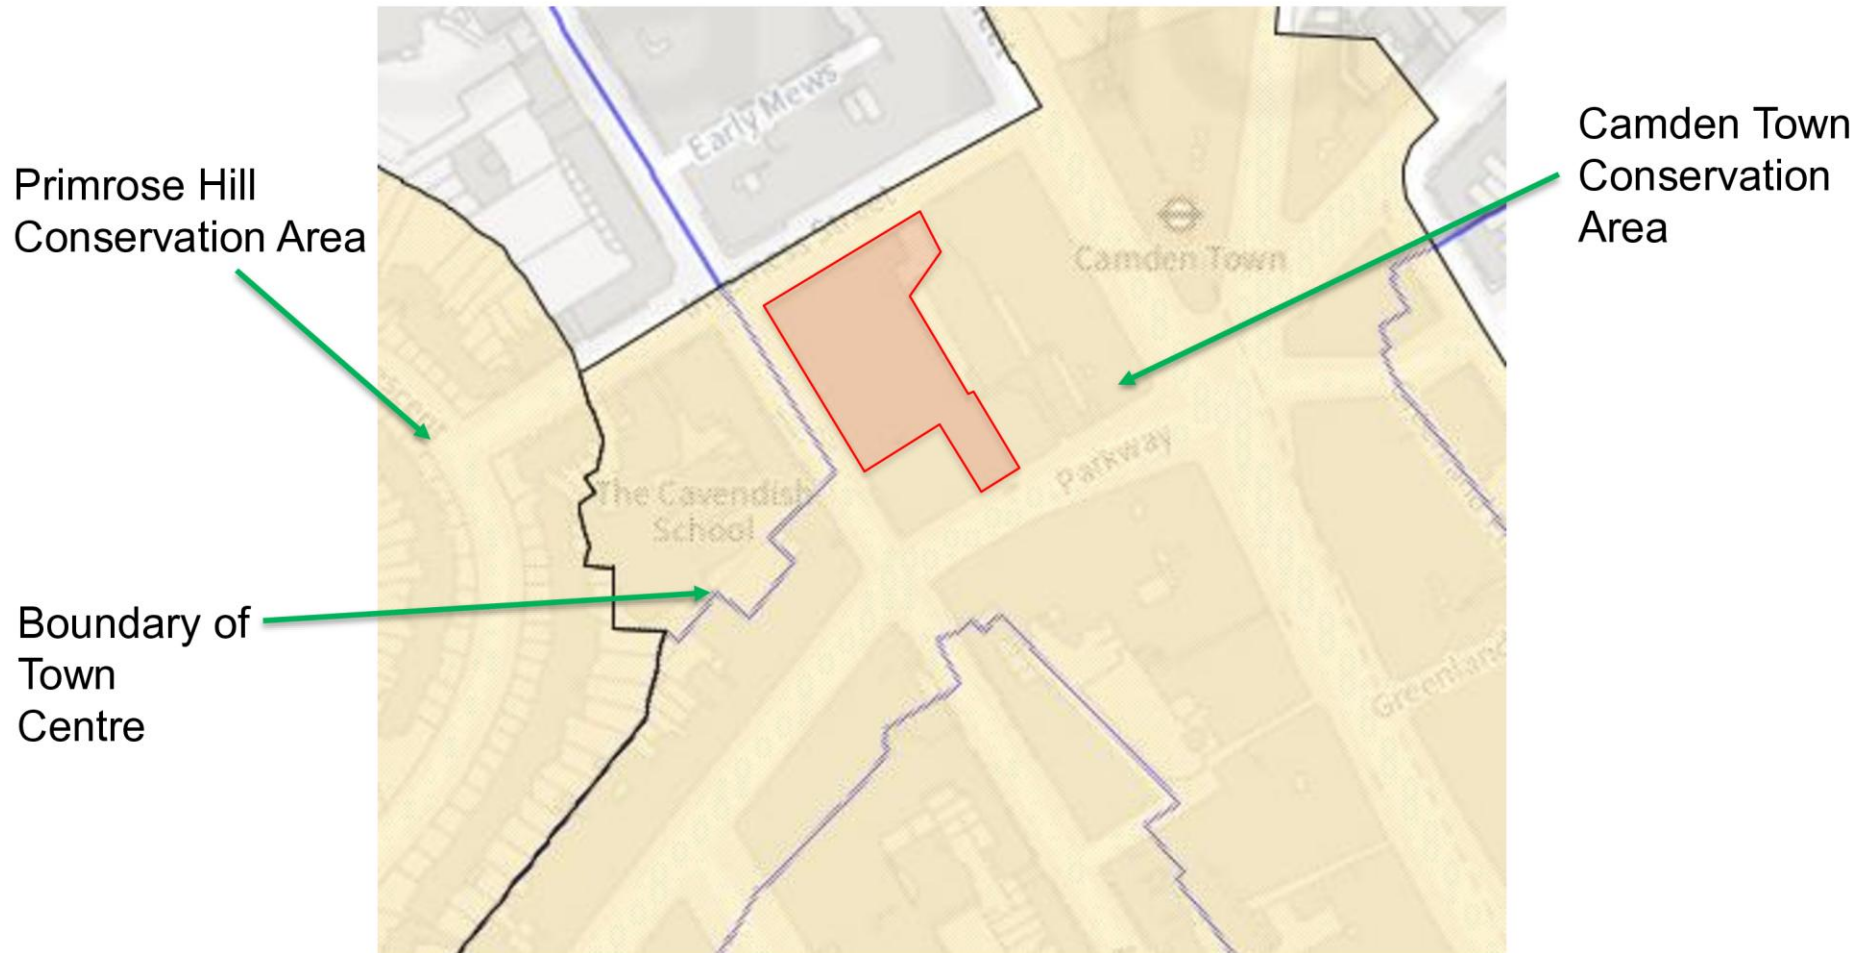 Early Mews
Camden Town
Conservation
Area
Primrose Hill
Conservation Area
Camden Town
Parkway
The Cavendish
School
Boundary of
Town
Centre
Greenland